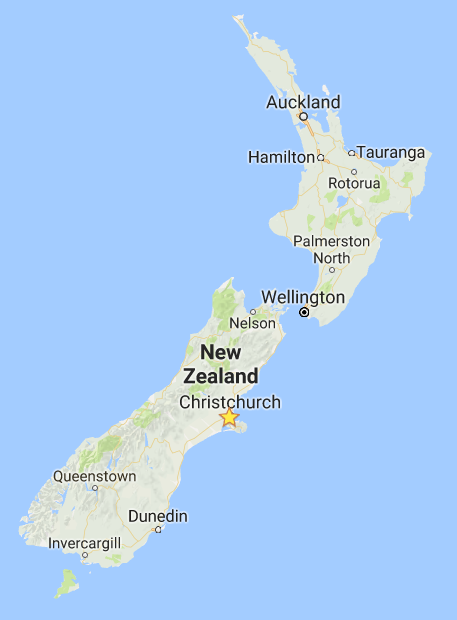 Auckland
Hamilton
Tauranga
Rotorua
Palmerston
North
Wellington
Nelson
New
Zealand
Christchurch
Queenstown
Dunedin
Invercargill